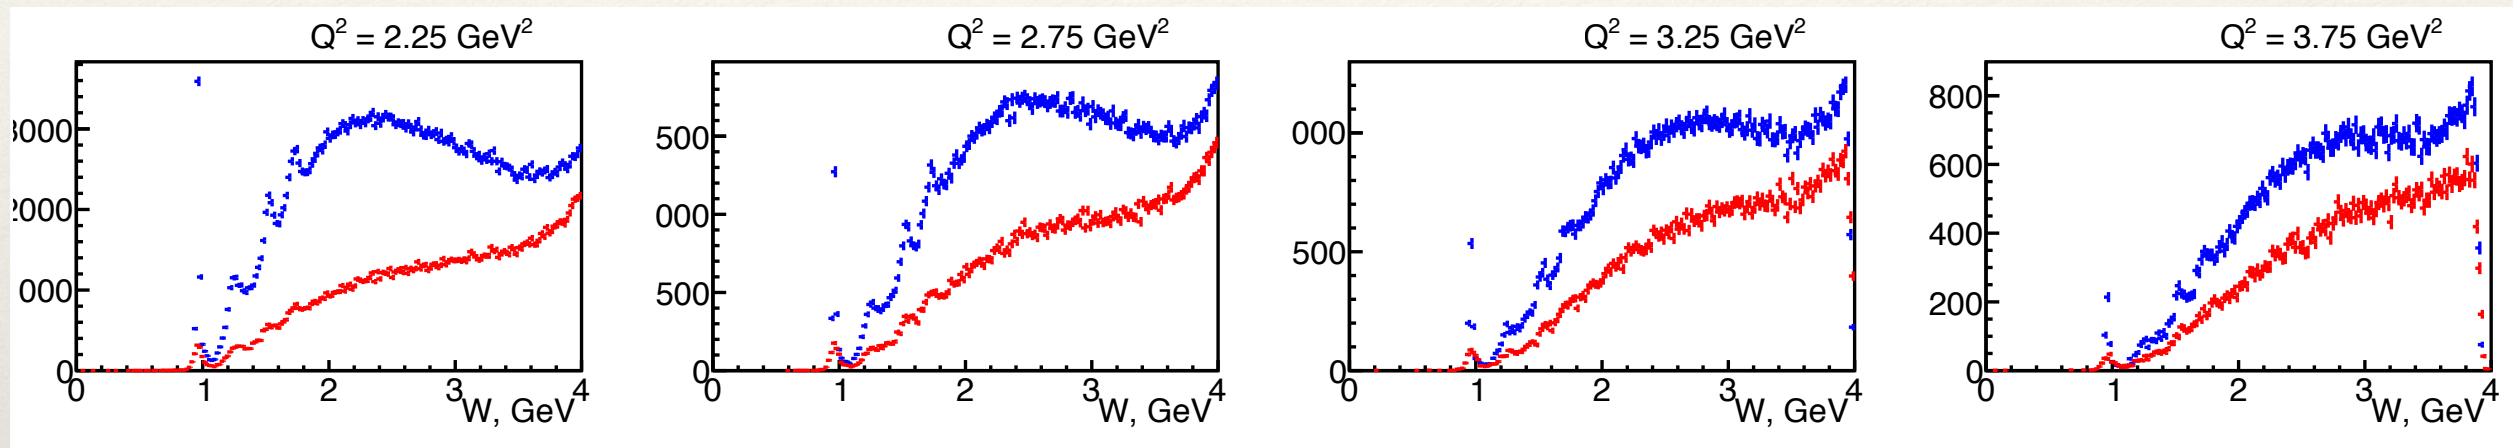 Q² = 2.25 GeV² Q² = 2.75 GeV² Q² = 3.25 GeV² Q² = 3.75 GeV²
3000 500 000 800
2000 000 500 600
000 500 400
0 0 0 200
0
0 1 2 3 4 0 1 2 3 4 0 1 2 3 4 0 1 2 3 4
W, GeV W, GeV W, GeV W, GeV